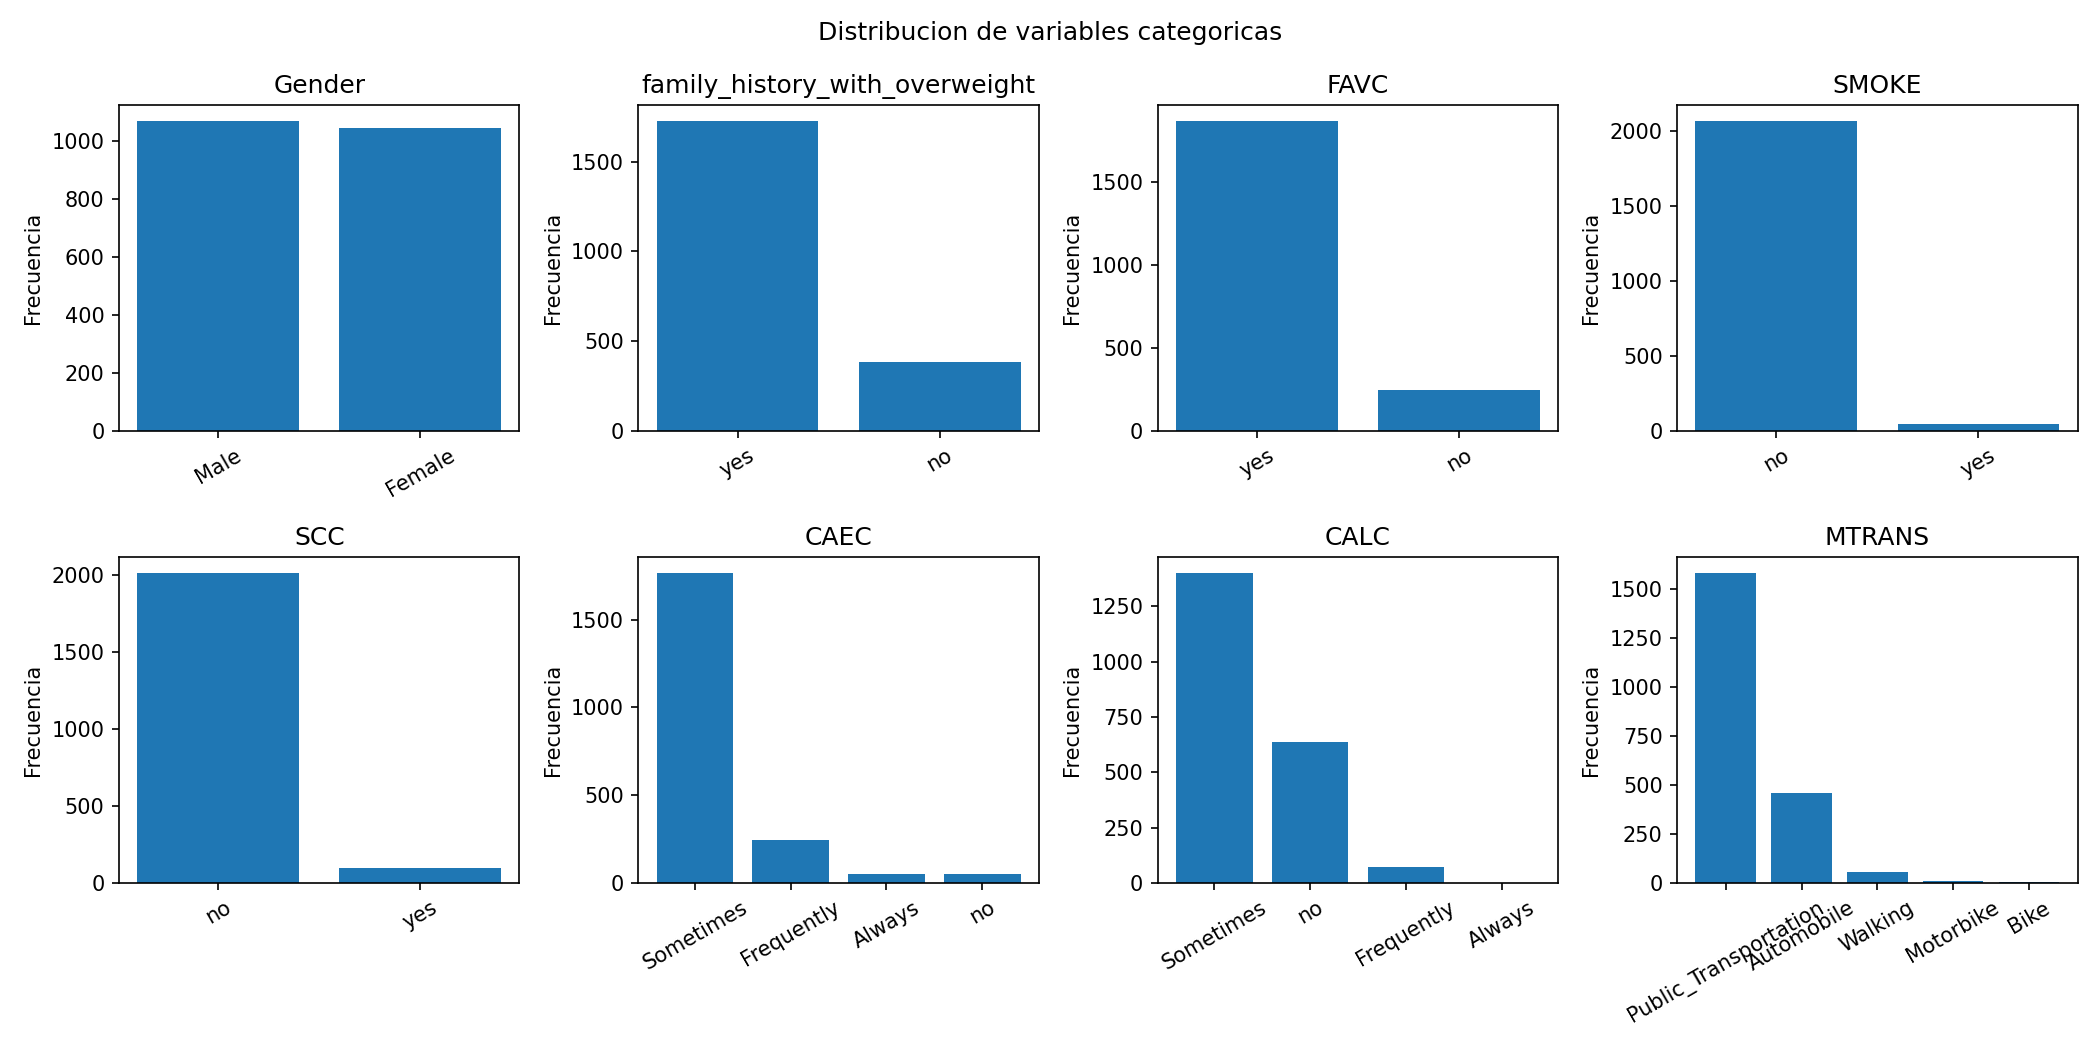 Distribucion de variables categoricas
Gender
Frecuencia
1000
800
600
400
200
0
Male
Female
family_history_with_overweight
Frecuencia
1500
1000
500
0
yes
no
FAVC
Frecuencia
1500
1000
500
0
yes
no
SMOKE
Frecuencia
2000
1500
1000
500
0
no
yes
SCC
Frecuencia
2000
1500
1000
500
0
no
yes
CAEC
Frecuencia
1500
1000
500
0
Sometimes
Frequently
Always
no
CALC
Frecuencia
1250
1000
750
500
250
0
Sometimes
no
Frequently
Always
MTRANS
Frecuencia
1500
1250
1000
750
500
250
0
Public_Transportation
Automobile
Walking
Motorbike
Bike